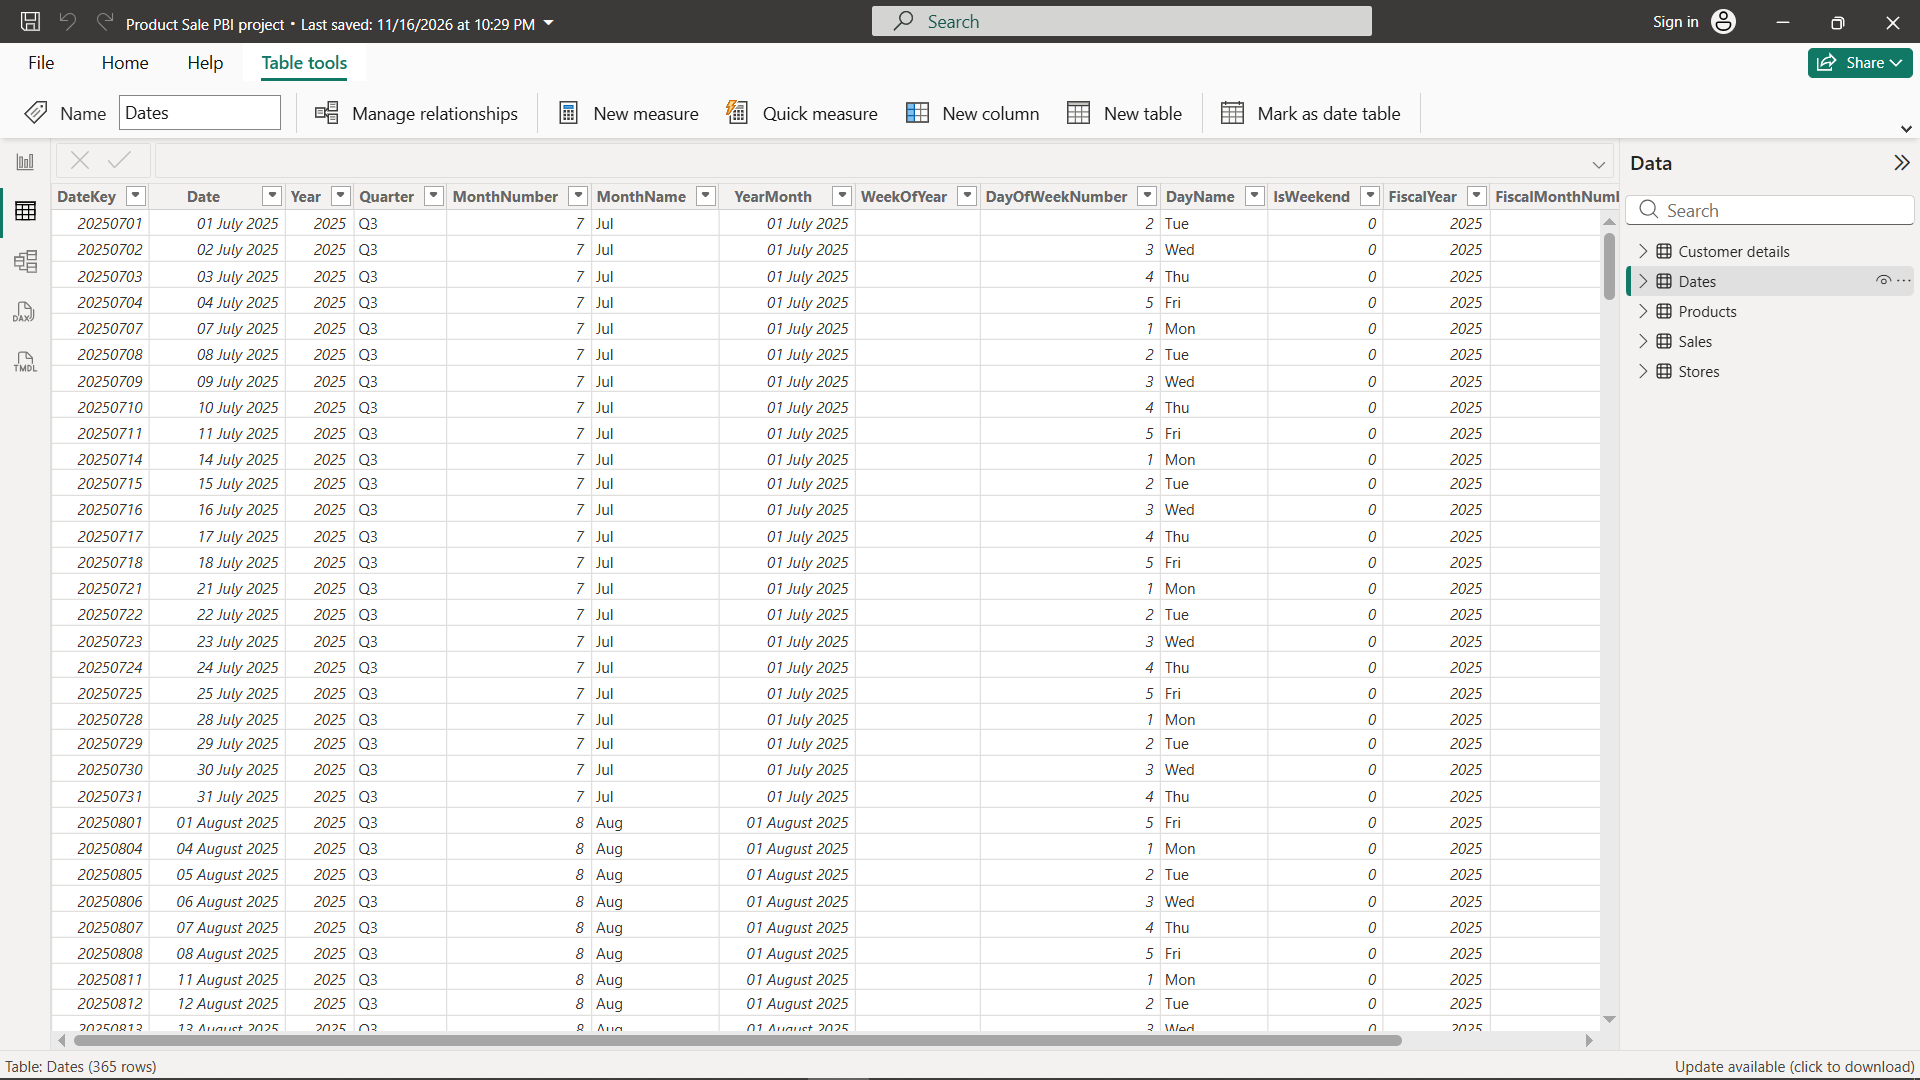 Product Sale PBI project • Last saved: 11/16/2026 at 10:29 PM
Search
Sign in
File Home Help Table tools
Share
Name Dates Manage relationships New measure Quick measure New column New table Mark as date table
Data
DateKey Date Year Quarter MonthNumber MonthName YearMonth WeekOfYear DayOfWeekNumber DayName IsWeekend FiscalYear FiscalMonthNuml
20250701 01 July 2025 2025 Q3 7 Jul 01 July 2025 2 Tue 0 2025
20250702 02 July 2025 2025 Q3 7 Jul 01 July 2025 3 Wed 0 2025
20250703 03 July 2025 2025 Q3 7 Jul 01 July 2025 4 Thu 0 2025
20250704 04 July 2025 2025 Q3 7 Jul 01 July 2025 5 Fri 0 2025
20250707 07 July 2025 2025 Q3 7 Jul 01 July 2025 1 Mon 0 2025
20250708 08 July 2025 2025 Q3 7 Jul 01 July 2025 2 Tue 0 2025
20250709 09 July 2025 2025 Q3 7 Jul 01 July 2025 3 Wed 0 2025
20250710 10 July 2025 2025 Q3 7 Jul 01 July 2025 4 Thu 0 2025
20250711 11 July 2025 2025 Q3 7 Jul 01 July 2025 5 Fri 0 2025
20250714 14 July 2025 2025 Q3 7 Jul 01 July 2025 1 Mon 0 2025
20250715 15 July 2025 2025 Q3 7 Jul 01 July 2025 2 Tue 0 2025
20250716 16 July 2025 2025 Q3 7 Jul 01 July 2025 3 Wed 0 2025
20250717 17 July 2025 2025 Q3 7 Jul 01 July 2025 4 Thu 0 2025
20250718 18 July 2025 2025 Q3 7 Jul 01 July 2025 5 Fri 0 2025
20250721 21 July 2025 2025 Q3 7 Jul 01 July 2025 1 Mon 0 2025
20250722 22 July 2025 2025 Q3 7 Jul 01 July 2025 2 Tue 0 2025
20250723 23 July 2025 2025 Q3 7 Jul 01 July 2025 3 Wed 0 2025
20250724 24 July 2025 2025 Q3 7 Jul 01 July 2025 4 Thu 0 2025
20250725 25 July 2025 2025 Q3 7 Jul 01 July 2025 5 Fri 0 2025
20250728 28 July 2025 2025 Q3 7 Jul 01 July 2025 1 Mon 0 2025
20250729 29 July 2025 2025 Q3 7 Jul 01 July 2025 2 Tue 0 2025
20250730 30 July 2025 2025 Q3 7 Jul 01 July 2025 3 Wed 0 2025
20250731 31 July 2025 2025 Q3 7 Jul 01 July 2025 4 Thu 0 2025
20250801 01 August 2025 2025 Q3 8 Aug 01 August 2025 5 Fri 0 2025
20250804 04 August 2025 2025 Q3 8 Aug 01 August 2025 1 Mon 0 2025
20250805 05 August 2025 2025 Q3 8 Aug 01 August 2025 2 Tue 0 2025
20250806 06 August 2025 2025 Q3 8 Aug 01 August 2025 3 Wed 0 2025
20250807 07 August 2025 2025 Q3 8 Aug 01 August 2025 4 Thu 0 2025
20250808 08 August 2025 2025 Q3 8 Aug 01 August 2025 5 Fri 0 2025
20250811 11 August 2025 2025 Q3 8 Aug 01 August 2025 1 Mon 0 2025
20250812 12 August 2025 2025 Q3 8 Aug 01 August 2025 2 Tue 0 2025
20250813 13 August 2025 2025 Q3 8 Aug 01 August 2025 3 Wed 0 2025
Search
Customer details
Dates
Products
Sales
Stores
DAX
TMDL
Table: Dates (365 rows)
Update available (click to download)